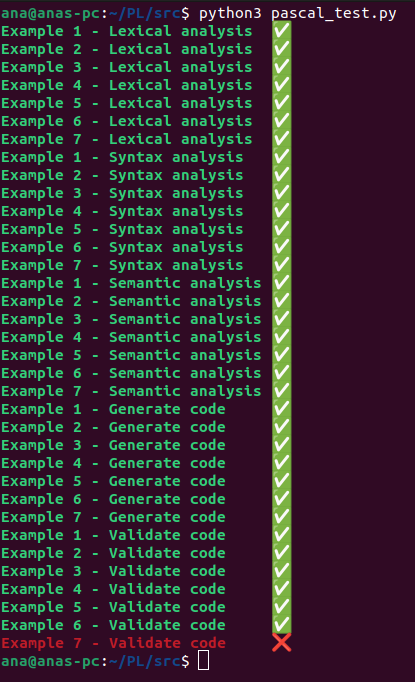 ana@anas-pc:~/PL/src$ python3 pascal_test.py
Example 1 - Lexical analysis ✅
Example 2 - Lexical analysis ✅
Example 3 - Lexical analysis ✅
Example 4 - Lexical analysis ✅
Example 5 - Lexical analysis ✅
Example 6 - Lexical analysis ✅
Example 7 - Lexical analysis ✅
Example 1 - Syntax analysis ✅
Example 2 - Syntax analysis ✅
Example 3 - Syntax analysis ✅
Example 4 - Syntax analysis ✅
Example 5 - Syntax analysis ✅
Example 6 - Syntax analysis ✅
Example 7 - Syntax analysis ✅
Example 1 - Semantic analysis ✅
Example 2 - Semantic analysis ✅
Example 3 - Semantic analysis ✅
Example 4 - Semantic analysis ✅
Example 5 - Semantic analysis ✅
Example 6 - Semantic analysis ✅
Example 7 - Semantic analysis ✅
Example 1 - Generate code ✅
Example 2 - Generate code ✅
Example 3 - Generate code ✅
Example 4 - Generate code ✅
Example 5 - Generate code ✅
Example 6 - Generate code ✅
Example 7 - Generate code ✅
Example 1 - Validate code ✅
Example 2 - Validate code ✅
Example 3 - Validate code ✅
Example 4 - Validate code ✅
Example 5 - Validate code ✅
Example 6 - Validate code ✅
Example 7 - Validate code ❌
ana@anas-pc:~/PL/src$